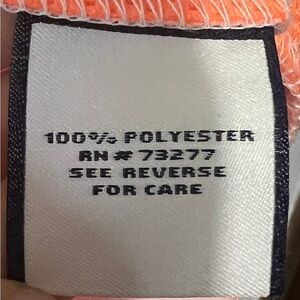 100% POLYESTER
RN # 73277
SEE REVERSE
FOR CARE